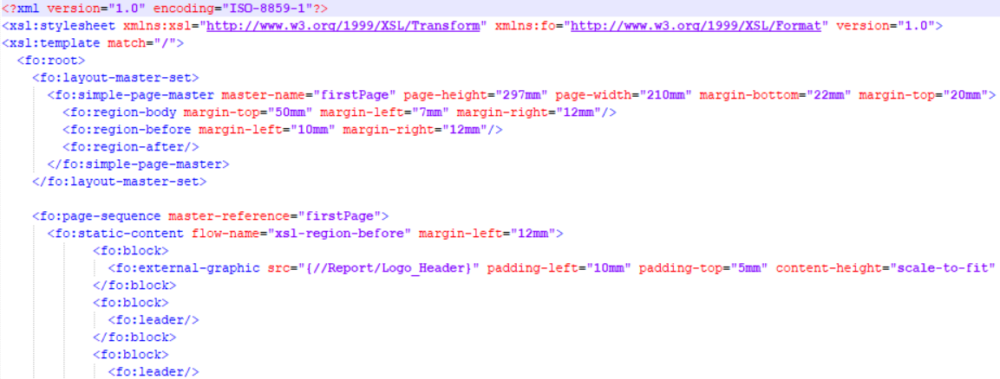 <?xml version="1.0" encoding="ISO-8859-1"?>
<xsl:stylesheet xmlns:xsl="http://www.w3.org/1999/XSL/Transform" xmlns:fo="http://www.w3.org/1999/XSL/Format" version="1.0">
<xsl:template match="/">
<fo:root>
<fo:layout-master-set>
<fo:simple-page-master master-name="firstPage" page-height="297mm" page-width="210mm" margin-bottom="22mm" margin-top="20mm">
<fo:region-body margin-top="50mm" margin-left="7mm" margin-right="12mm"/>
<fo:region-before margin-left="10mm" margin-right="12mm"/>
<fo:region-after/>
</fo:simple-page-master>
</fo:layout-master-set>
<fo:page-sequence master-reference="firstPage">
<fo:static-content flow-name="xsl-region-before" margin-left="12mm">
<fo:block>
<fo:external-graphic src="{//Report/Logo_Header}" padding-left="10mm" padding-top="5mm" content-height="scale-to-fit"
</fo:block>
<fo:block>
<fo:leader/>
</fo:block>
<fo:block>
<fo:leader/>